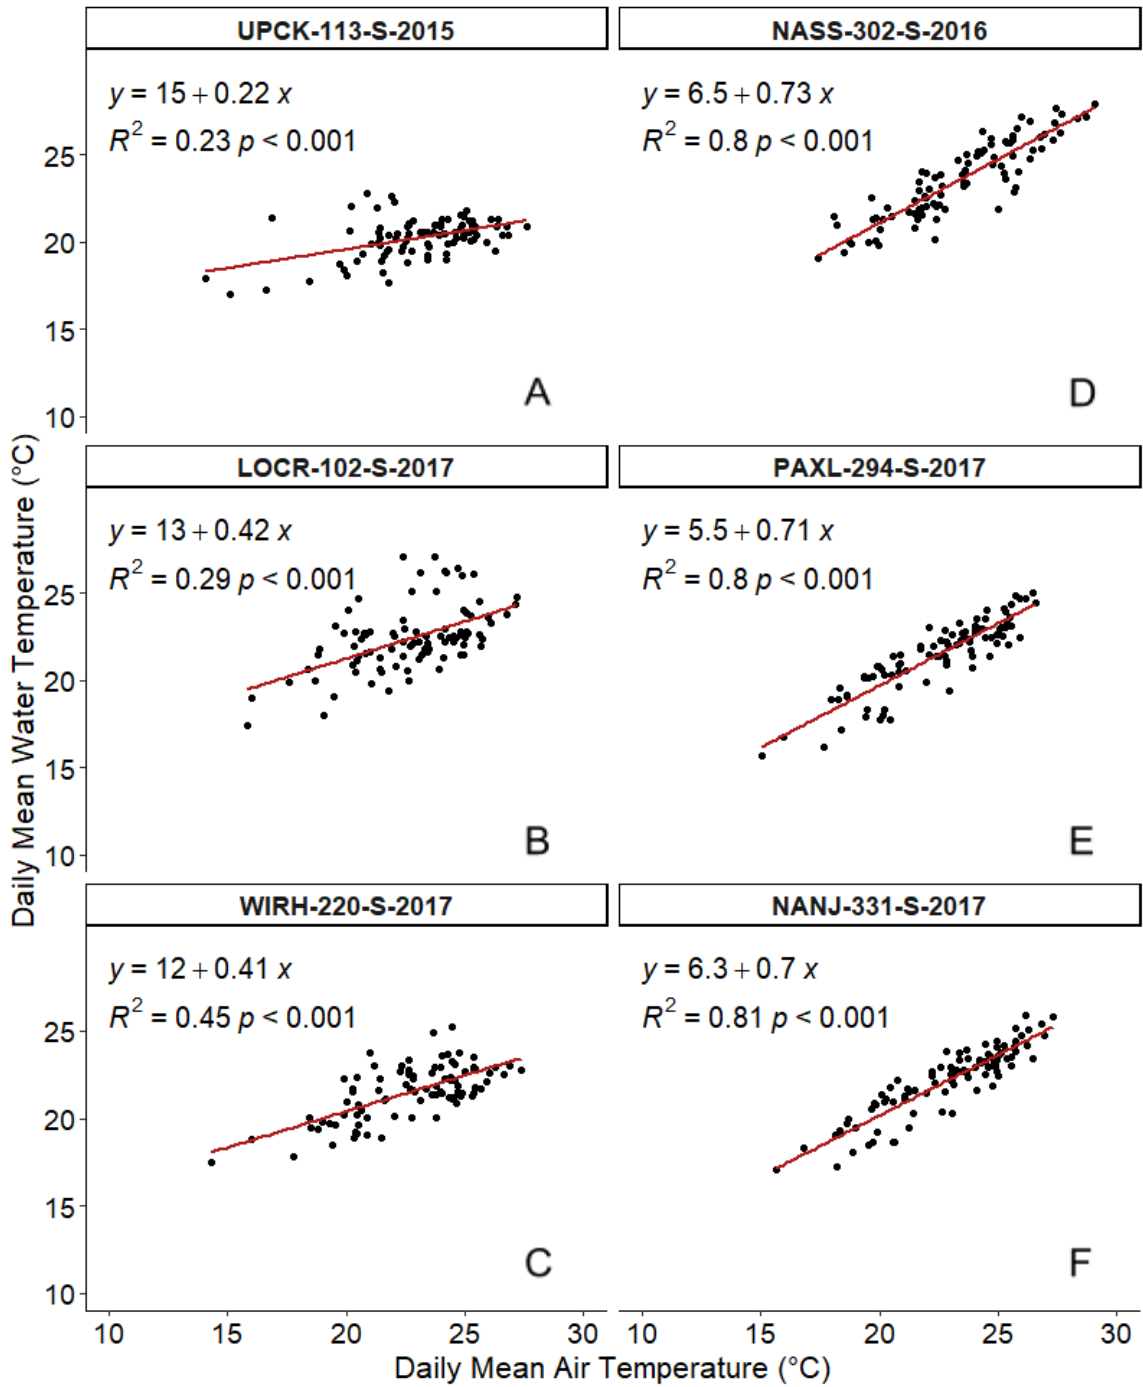 UPCK-113-S-2015
y = 15 + 0.22 x
R² = 0.23 p < 0.001
25
20
15
10
A
NASS-302-S-2016
y = 6.5 + 0.73 x
R² = 0.8 p < 0.001
D
LOCR-102-S-2017
y = 13 + 0.42 x
R² = 0.29 p < 0.001
25
20
15
10
B
PAXL-294-S-2017
y = 5.5 + 0.71 x
R² = 0.8 p < 0.001
E
WIRH-220-S-2017
y = 12 + 0.41 x
R² = 0.45 p < 0.001
25
20
15
10
C
NANJ-331-S-2017
y = 6.3 + 0.7 x
R² = 0.81 p < 0.001
F
10 15 20 25 30
10 15 20 25 30
Daily Mean Air Temperature (°C)
Daily Mean Water Temperature (°C)